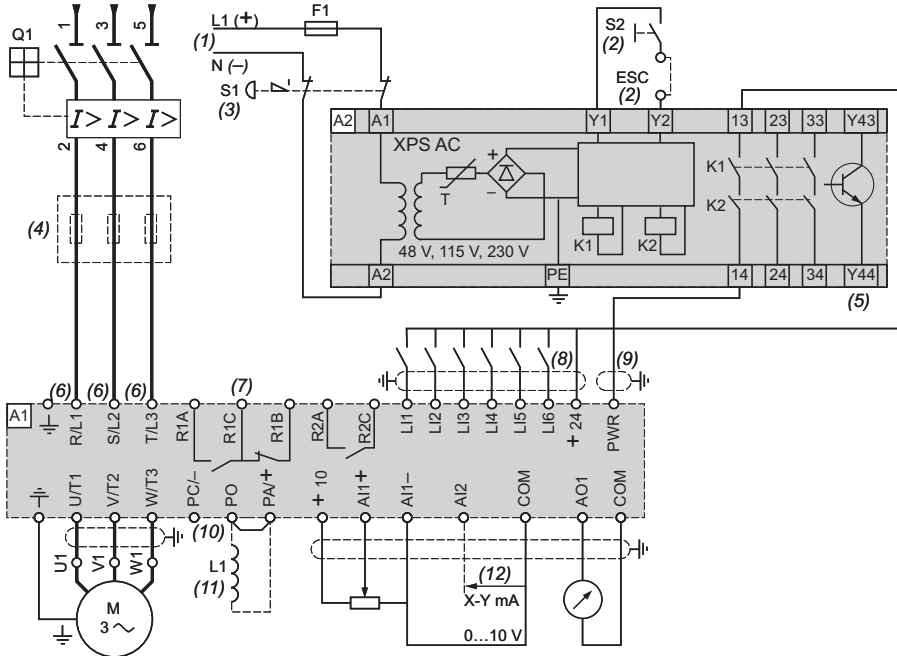 1 3 5
Q1
I> I> I>
2 4 6
(4)
L1 (+)
F1
(1)
N (–)
S1
(3)
S2
(2)
ESC
(2)
A2 A1 Y1 Y2 13 23 33 Y43
XPS AC
+
–
T
K1
K2
K1 K2
48 V, 115 V, 230 V
A2 PE 14 24 34 Y44
(5)
(8) (9)
(6) (6) (6) (7)
A1
R/L1 S/L2 T/L3 R1A R1C R1B R2A R2C LI1 LI2 LI3 LI4 LI5 LI6 + 24 PWR
U/T1 V/T2 W/T3 PC/– PO PA/+ + 10 AI1+ AI1– AI2 COM AO1 COM
(10)
U1 V1 W1
L1
(11)
(12)
X-Y mA
0...10 V
M
3 ~